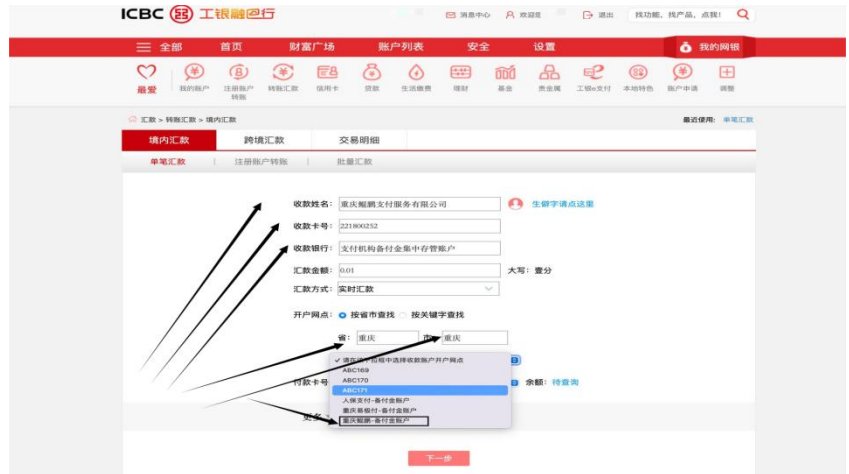 ICBC 工银融e行
消息中心 欢迎您 退出 找功能、找产品、点我!
全部 首页 财富广场 账户列表 安全 设置 我的网银
最爱 我的账户 注册账户转账 转账汇款 信用卡 贷款 生活缴费 理财 基金 贵金属 工银e支付 本地特色 账户申请 调整
汇款 > 转账汇款 > 境内汇款 最近使用: 单笔汇款
境内汇款 跨境汇款 交易明细
单笔汇款 | 注册账户转账 | 批量汇款
收款姓名: 重庆鲲鹏支付服务有限公司 生僻字请点这里
收款卡号: 221800252
收款银行: 支付机构备付金集中存管账户
汇款金额: 0.01 大写: 壹分
汇款方式: 实时汇款
开户网点: 按省市查找 按关键字查找
省: 重庆 市: 重庆
✓ 请在该下拉框中选择收款账户开户网点
ABC169
付款卡号 ABC170 余额: 待查询
ABC171
人保支付-备付金账户
重庆易极付-备付金账户
更多 重庆鲲鹏-备付金账户
下一步